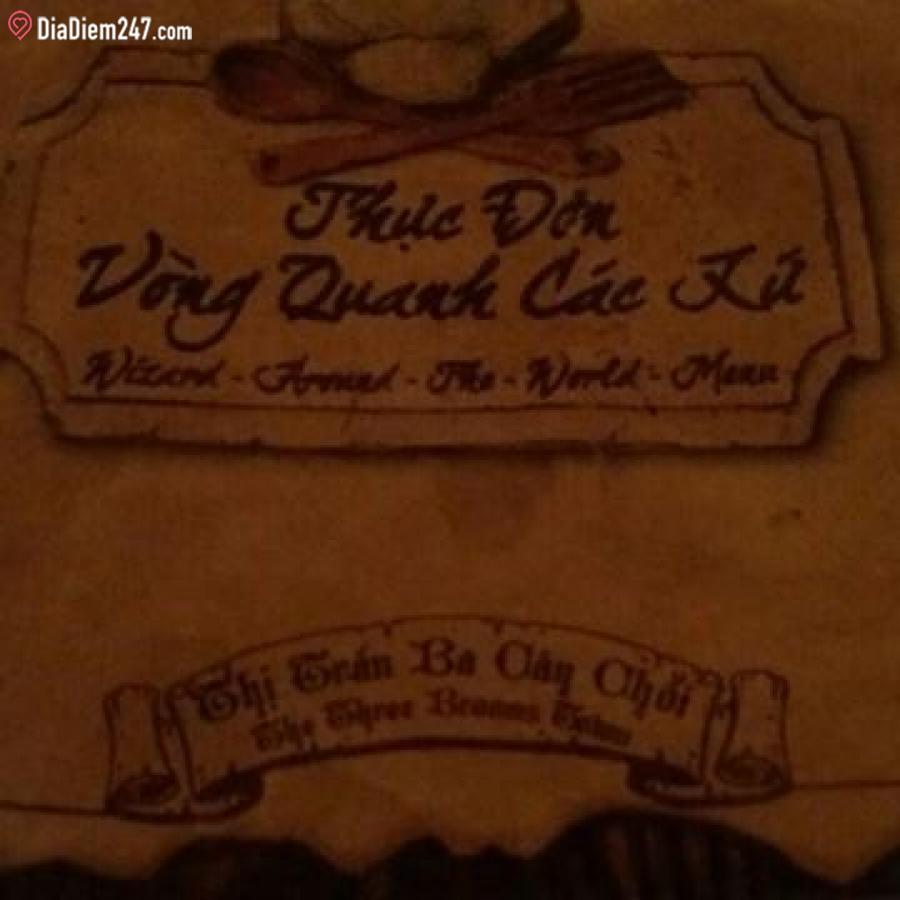 DiaDiem247.com
Thực Đơn
Vòng Quanh Các Xứ
Wizard - Around - The - World - Menu
Thị Trấn Ba Cây Chổi
The Three Brooms Town